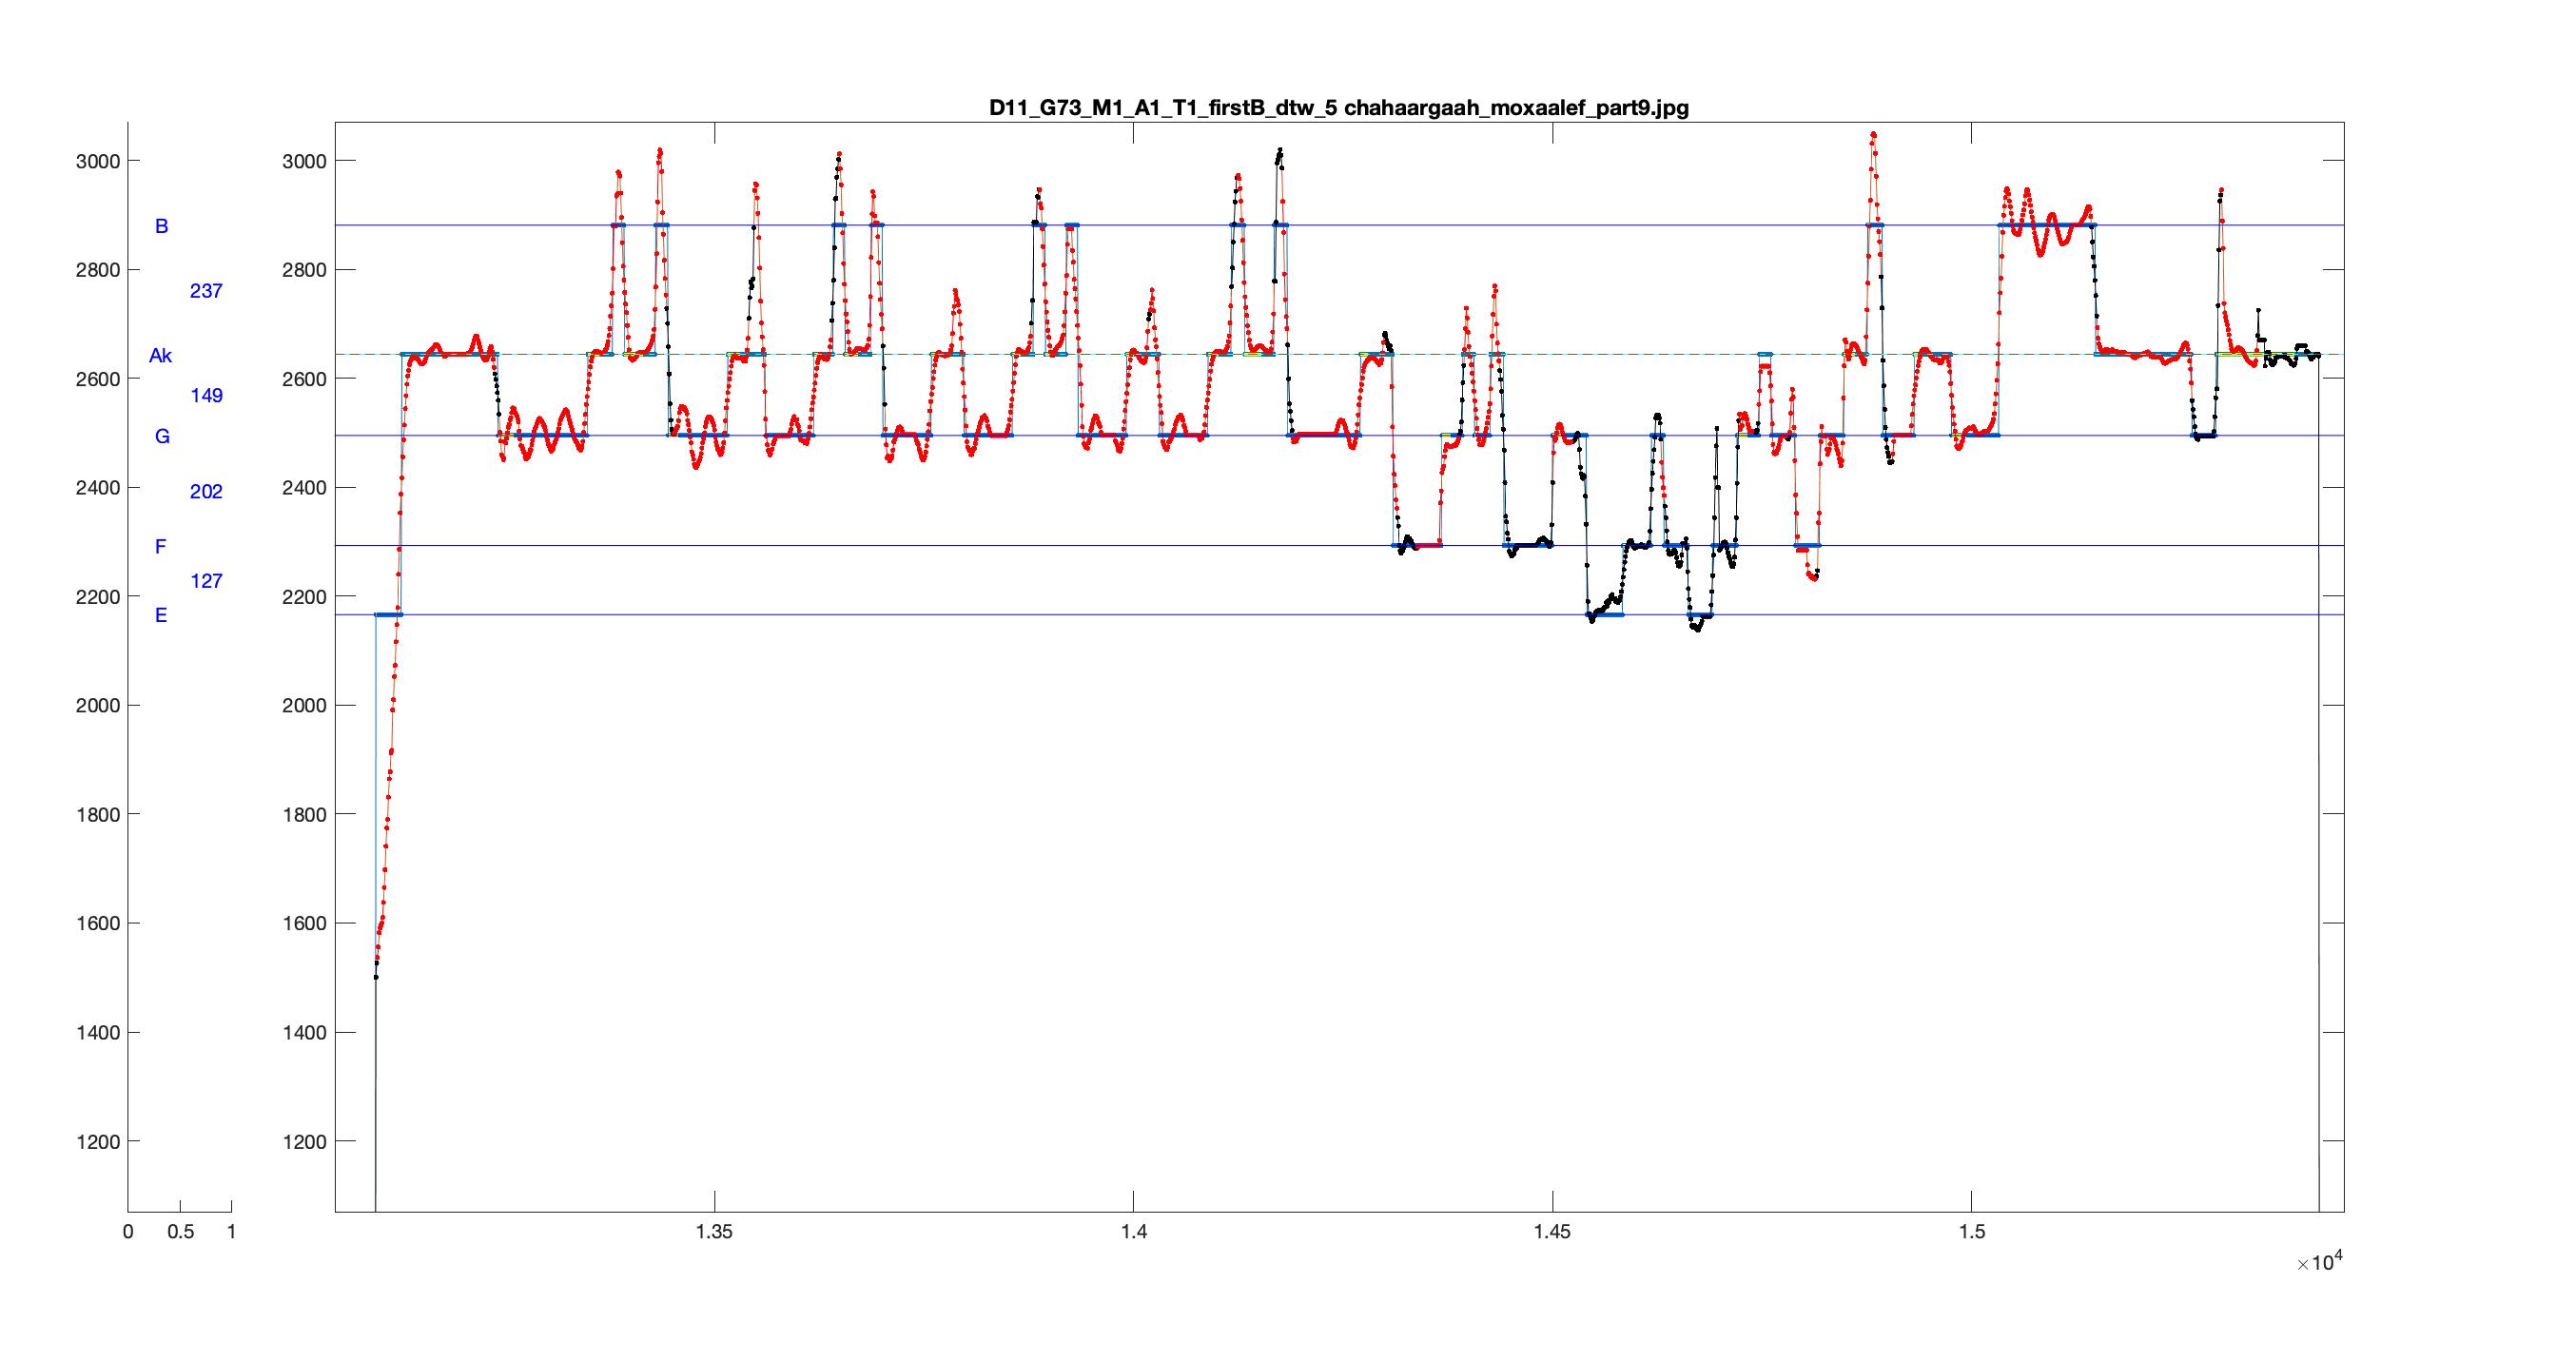 D11_G73_M1_A1_T1_firstB_dtw_5 chahaargaah_moxaalef_part9.jpg
3000 3000
B
2800 2800
237
Ak
2600 2600
149
G
2400 2400
202
F
127
2200 2200
E
2000 2000
1800 1800
1600 1600
1400 1400
1200 1200
0 0.5 1 1.35 1.4 1.45 1.5
×10^4